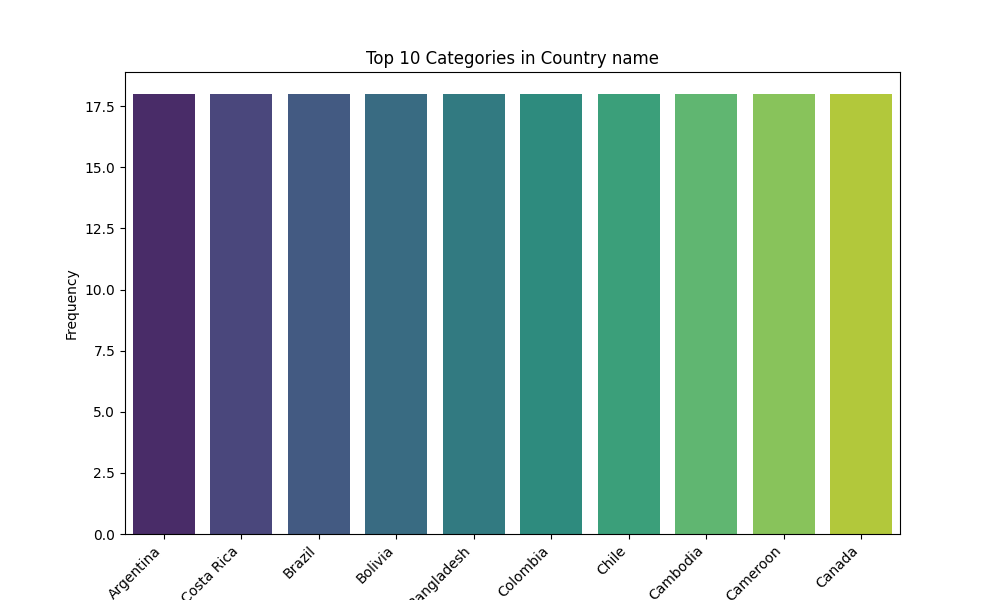 Top 10 Categories in Country name
17.5
15.0
12.5
10.0
7.5
5.0
2.5
0.0
Frequency
Argentina
Costa Rica
Brazil
Bolivia
Bangladesh
Colombia
Chile
Cambodia
Cameroon
Canada